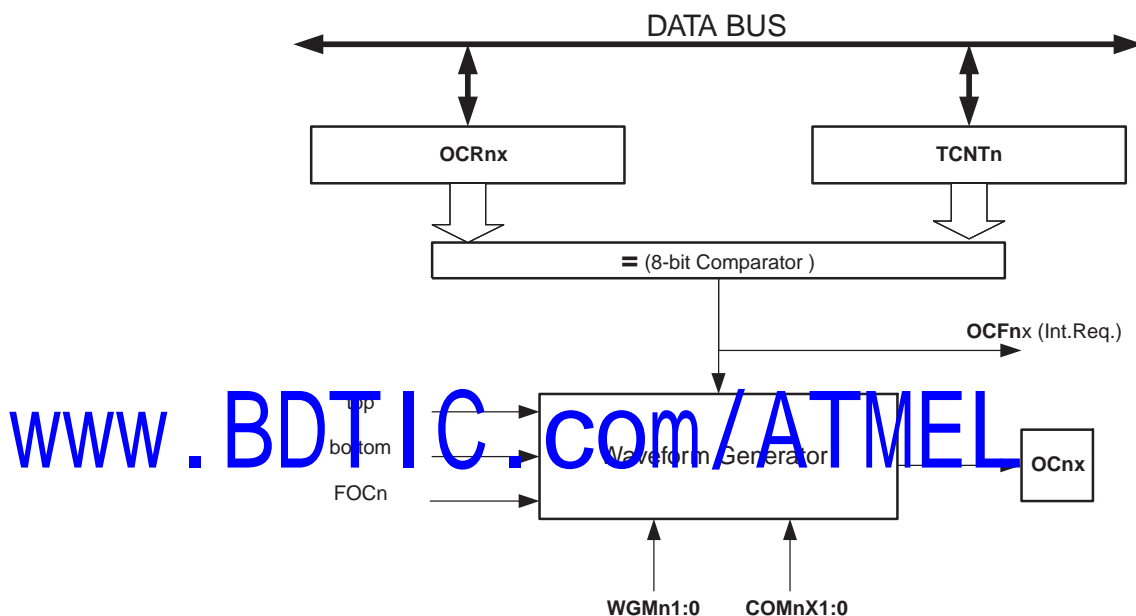 DATA BUS
OCRnx
TCNTn
= (8-bit Comparator )
OCFnx (Int.Req.)
top
www.BDTIC.com/ATMEL
bottom
Waveform Generator
OCnx
FOCn
WGMn1:0
COMnX1:0